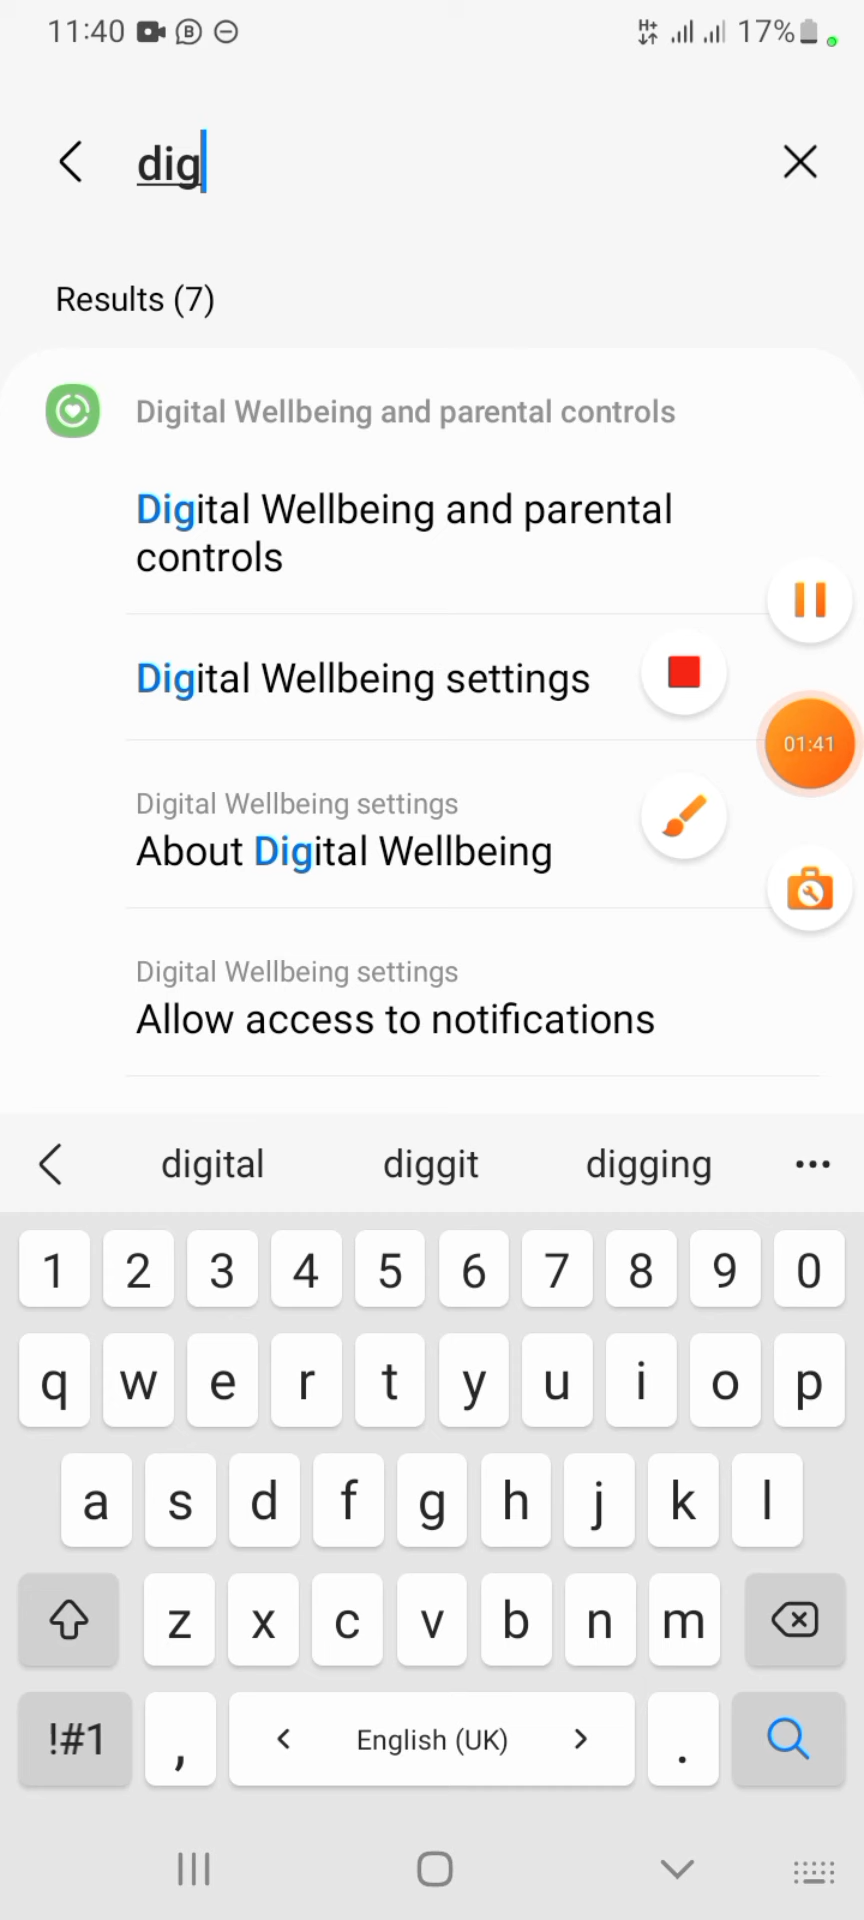 11:40 17%
dig
Results (7)
Digital Wellbeing and parental controls
Digital Wellbeing and parental
controls
Digital Wellbeing settings
01:41
Digital Wellbeing settings
About Digital Wellbeing
Digital Wellbeing settings
Allow access to notifications
digital diggit digging
1 2 3 4 5 6 7 8 9 0
q w e r t y u i o p
a s d f g h j k l
z x c v b n m
!#1 , English (UK) .